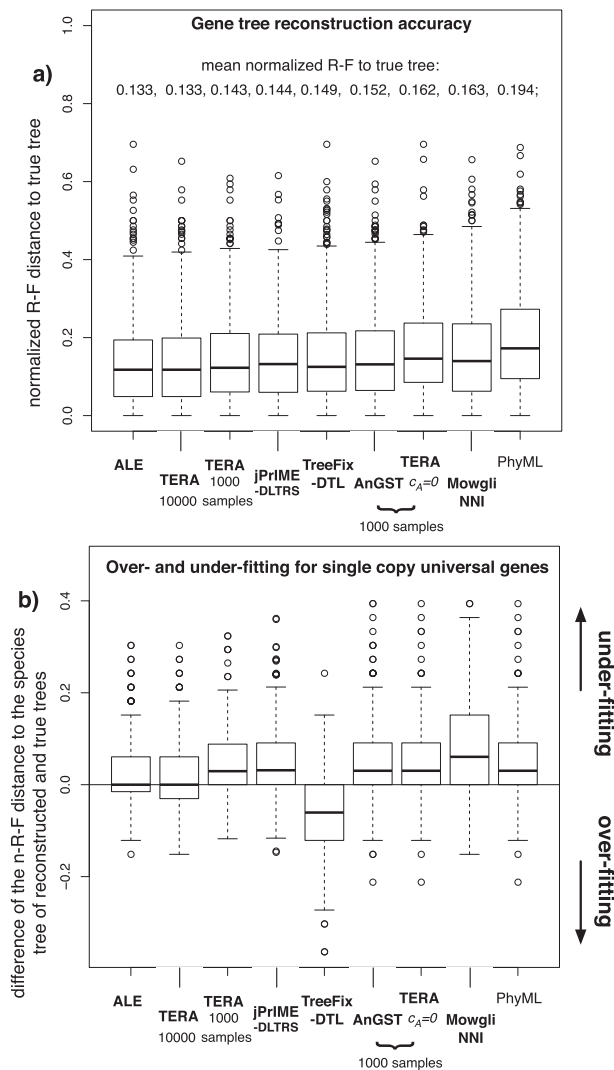 Gene tree reconstruction accuracy
a)
mean normalized R-F to true tree:
0.133, 0.133, 0.143, 0.144, 0.149, 0.152, 0.162, 0.163, 0.194;
normalized R-F distance to true tree
1.0
0.8
0.6
0.4
0.2
0.0
ALE
TERA
10000
TERA
1000
samples
jPrIME
-DLTRS
TreeFix
-DTL
AnGST
TERA
cA=0
1000 samples
Mowgli
NNI
PhyML
b)
Over- and under-fitting for single copy universal genes
difference of the n-R-F distance to the species
tree of reconstructed and true trees
0.4
0.2
0.0
−0.2
under-fitting
over-fitting
ALE
TERA
10000
TERA
1000
samples
jPrIME
-DLTRS
TreeFix
-DTL
AnGST
TERA
cA=0
1000 samples
Mowgli
NNI
PhyML